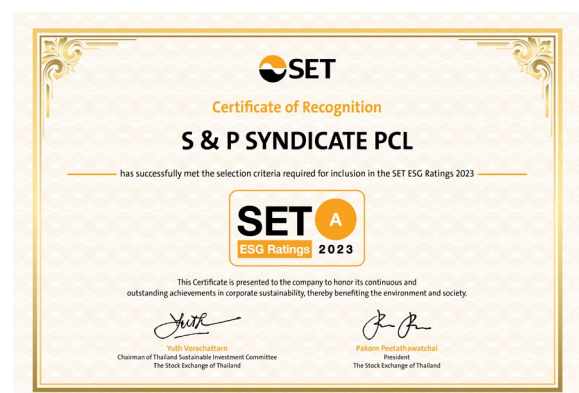 SET
Certificate of Recognition
S & P SYNDICATE PCL
has successfully met the selection criteria required for inclusion in the SET ESG Ratings 2023
SET A
ESG Ratings 2023
This Certificate is presented to the company to honor its continuous and
outstanding achievements in corporate sustainability, thereby benefiting the environment and society.
Yuth Vorachattarn
Chairman of Thailand Sustainable Investment Committee
The Stock Exchange of Thailand
Pakorn Peetathawatchai
President
The Stock Exchange of Thailand